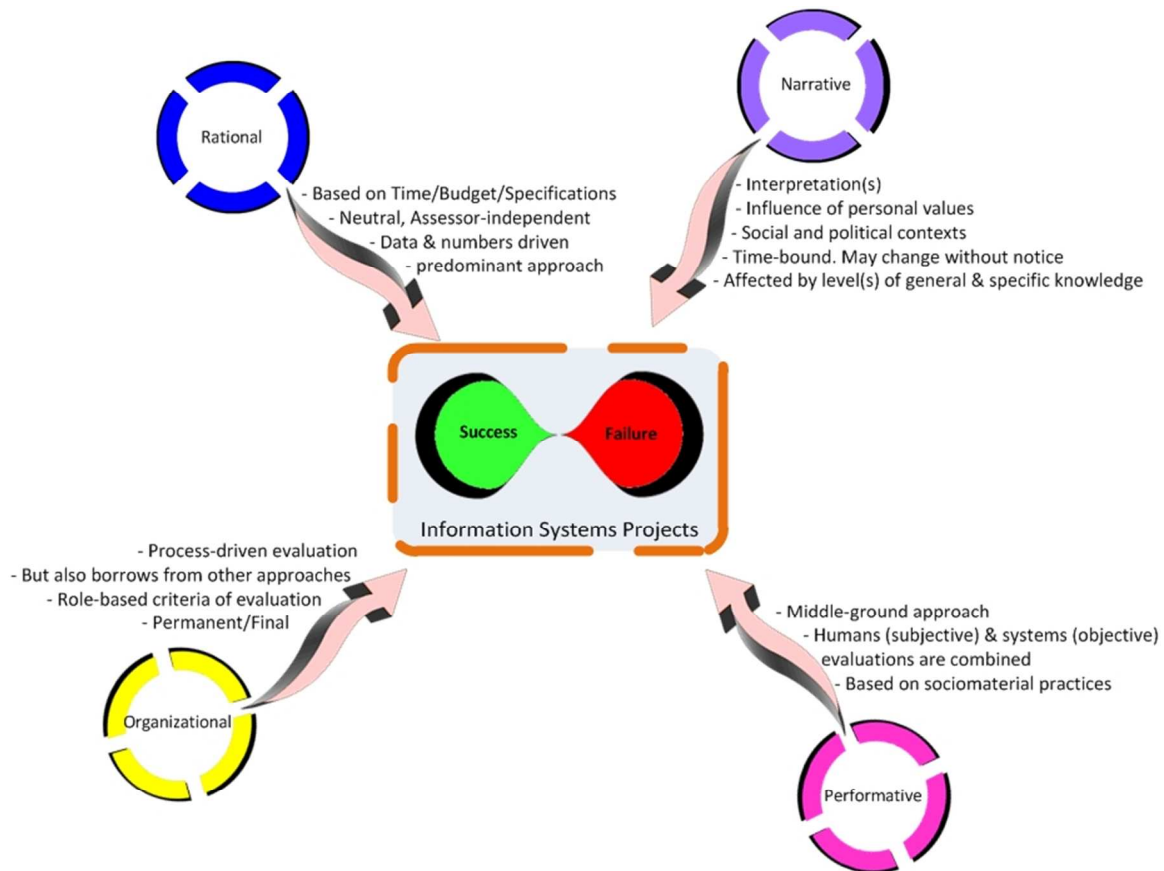 Rational
- Based on Time/Budget/Specifications
- Neutral, Assessor-independent
- Data & numbers driven
- predominant approach
Narrative
- Interpretation(s)
- Influence of personal values
- Social and political contexts
- Time-bound. May change without notice
- Affected by level(s) of general & specific knowledge
Success
Failure
Information Systems Projects
- Process-driven evaluation
- But also borrows from other approaches
- Role-based criteria of evaluation
- Permanent/Final
Organizational
- Middle-ground approach
- Humans (subjective) & systems (objective)
evaluations are combined
- Based on sociomaterial practices
Performative